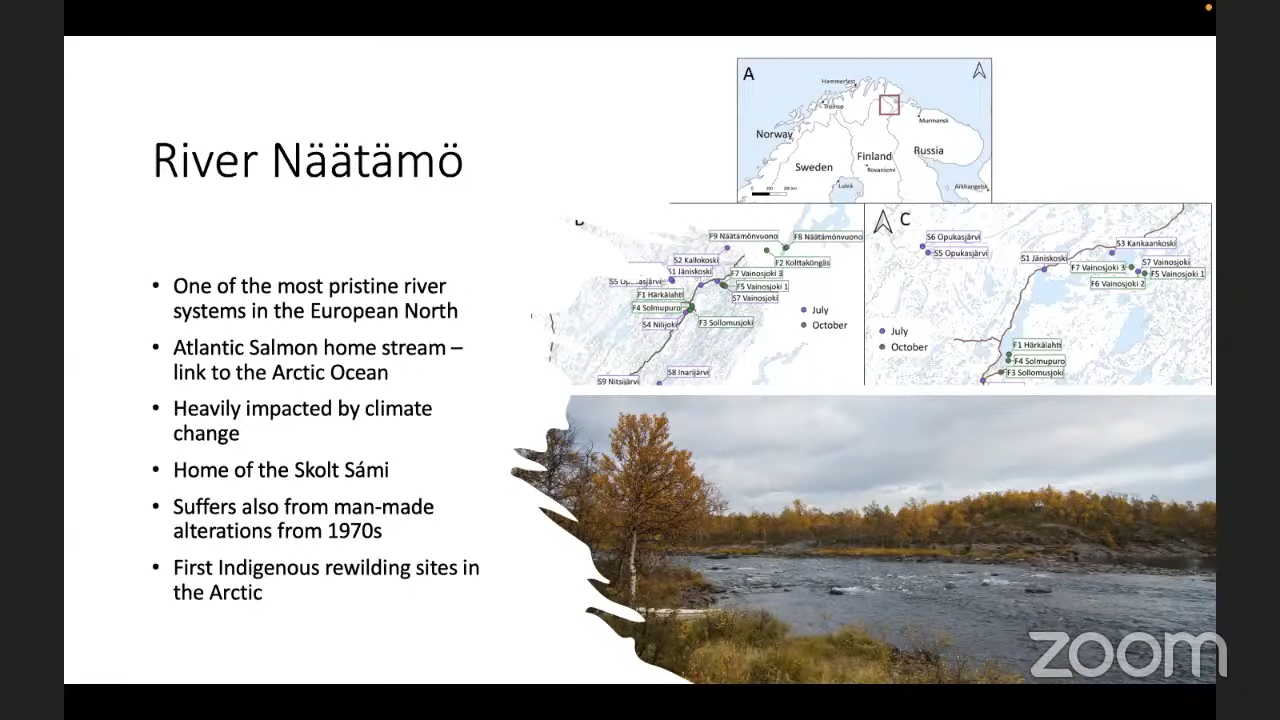 River Näätämö
• One of the most pristine river
systems in the European North
• Atlantic Salmon home stream –
link to the Arctic Ocean
• Heavily impacted by climate
change
• Home of the Skolt Sámi
• Suffers also from man-made
alterations from 1970s
• First Indigenous rewilding sites in
the Arctic
A
Hammerfest
Tromsø
Murmansk
Norway
Finland
Russia
Sweden
Rovaniemi
Luleå
Arkhangelsk
F9 Näätämönvuono
F8 Näätämönvuono
S2 Kallokoski
F2 Kolttaköngäs
S1 Jäniskoski
F7 Vainosjoki 3
F5 Vainosjoki 1
F1 Härkälahti
S7 Vainosjoki
F4 Solmupuro
S4 Nilijoki
F3 Sollomusjoki
July
October
S8 Inarijärvi
S9 Nitsijärvi
C
S6 Opukasjärvi
S5 Opukasjärvi
S3 Kankaankoski
S1 Jäniskoski
S7 Vainosjoki
F7 Vainosjoki 3
F5 Vainosjoki 1
F6 Vainosjoki 2
July
October
F1 Härkälahti
F4 Solmupuro
F3 Sollomusjoki
zoom